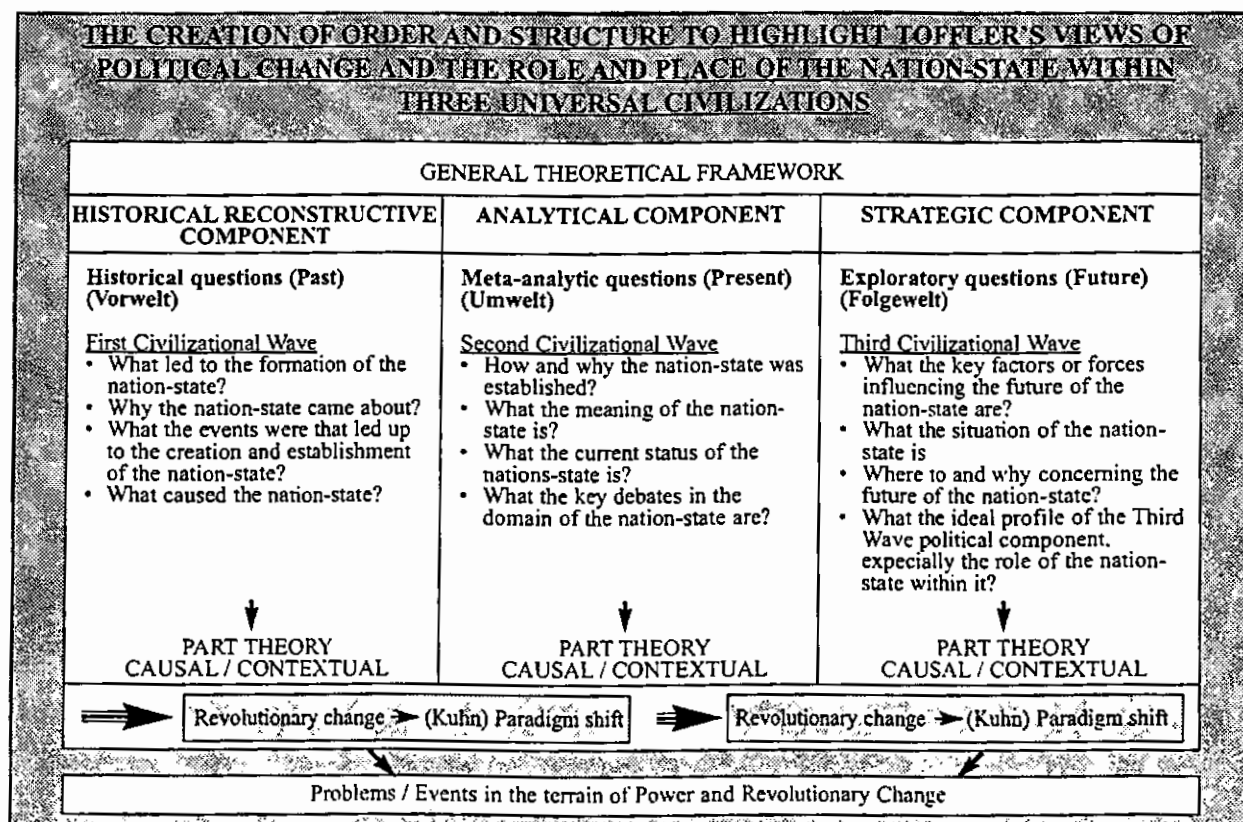 THE CREATION OF ORDER AND STRUCTURE TO HIGHLIGHT TOFFLER'S VIEWS OF
POLITICAL CHANGE AND THE ROLE AND PLACE OF THE NATION-STATE WITHIN
THREE UNIVERSAL CIVILIZATIONS
GENERAL THEORETICAL FRAMEWORK
HISTORICAL RECONSTRUCTIVE
COMPONENT
Historical questions (Past)
(Vorwelt)
First Civilizational Wave
• What led to the formation of the
nation-state?
• Why the nation-state came about?
• What the events were that led up
to the creation and establishment
of the nation-state?
• What caused the nation-state?
PART THEORY
CAUSAL / CONTEXTUAL
ANALYTICAL COMPONENT
Meta-analytic questions (Present)
(Umwelt)
Second Civilizational Wave
• How and why the nation-state was
established?
• What the meaning of the nation-
state is?
• What the current status of the
nations-state is?
• What the key debates in the
domain of the nation-state are?
PART THEORY
CAUSAL / CONTEXTUAL
STRATEGIC COMPONENT
Exploratory questions (Future)
(Folgewelt)
Third Civilizational Wave
• What the key factors or forces
influencing the future of the
nation-state are?
• What the situation of the nation-
state is
• Where to and why concerning the
future of the nation-state?
• What the ideal profile of the Third
Wave political component,
expecially the role of the nation-
state within it?
PART THEORY
CAUSAL / CONTEXTUAL
Revolutionary change → (Kuhn) Paradigm shift
Revolutionary change → (Kuhn) Paradigm shift
Problems / Events in the terrain of Power and Revolutionary Change